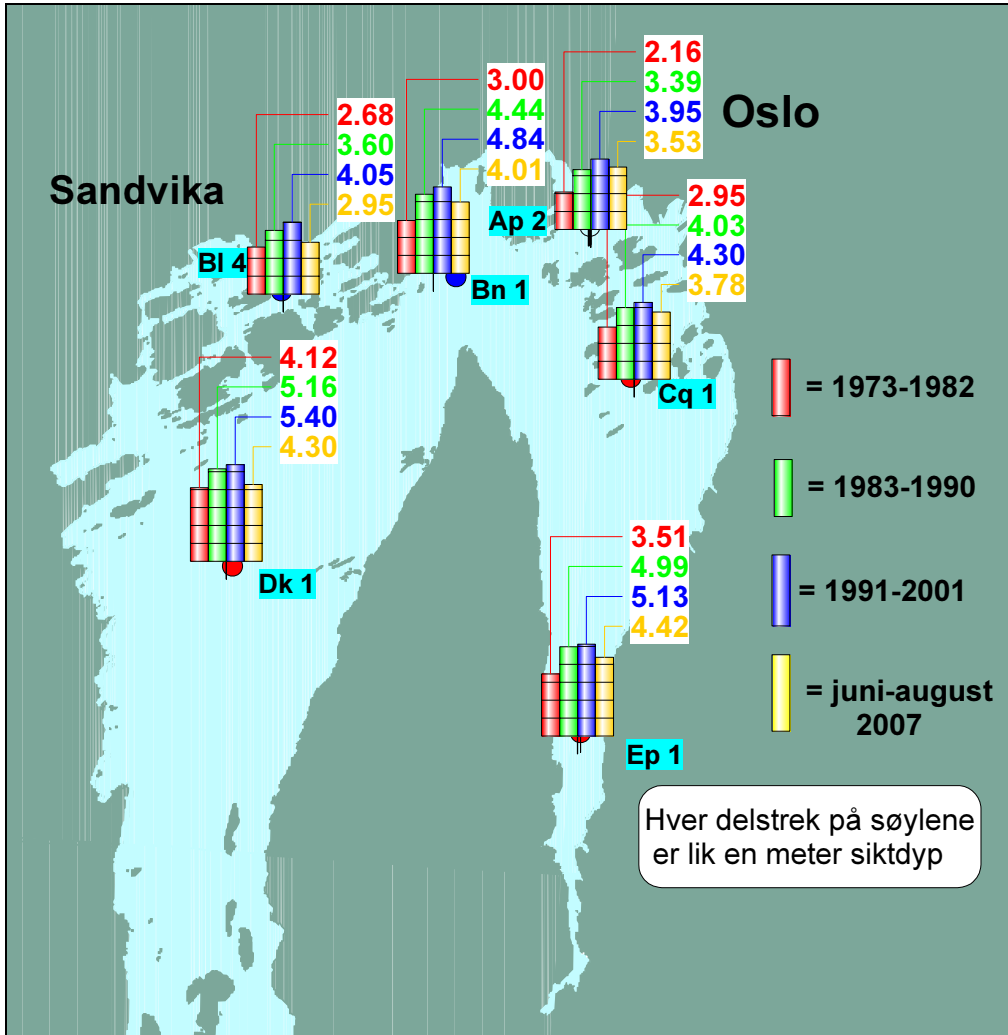 2.16
3.39
3.95
3.53
Oslo
3.00
4.44
4.84
4.01
2.68
3.60
4.05
2.95
Sandvika
Ap 2
2.95
4.03
4.30
3.78
Bl 4
Bn 1
4.12
5.16
5.40
4.30
Cq 1
= 1973-1982
= 1983-1990
3.51
4.99
5.13
4.42
Dk 1
= 1991-2001
= juni-august
2007
Ep 1
Hver delstrek på søylene
er lik en meter siktdyp